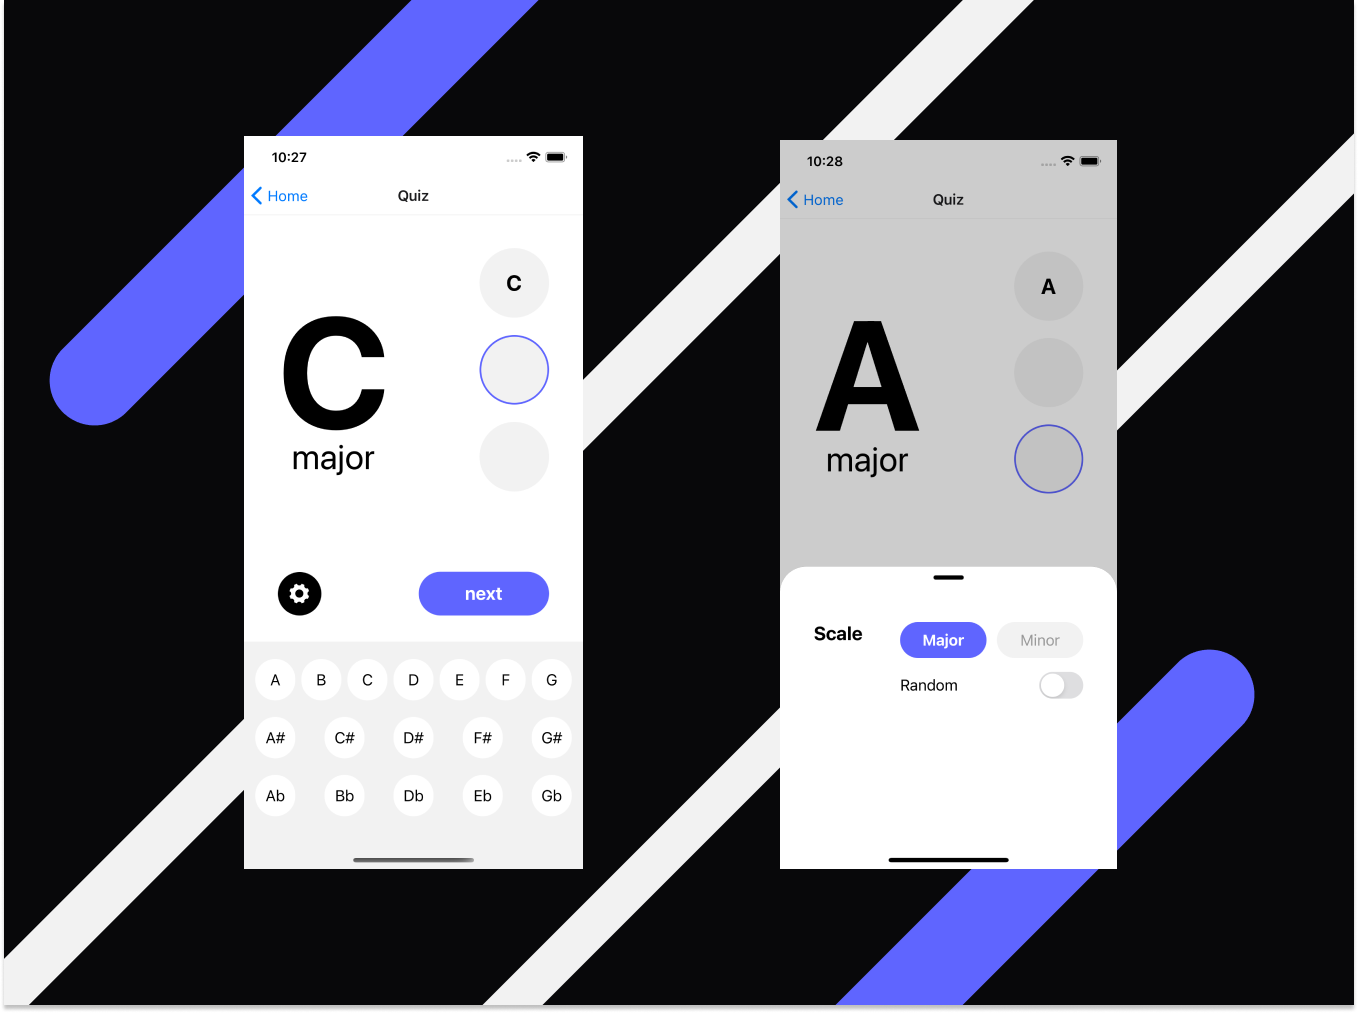 10:27
Home Quiz
C
C
major
next
A B C D E F G
A# C# D# F# G#
Ab Bb Db Eb Gb
10:28
Home Quiz
A
A
major
Scale Major Minor
Random